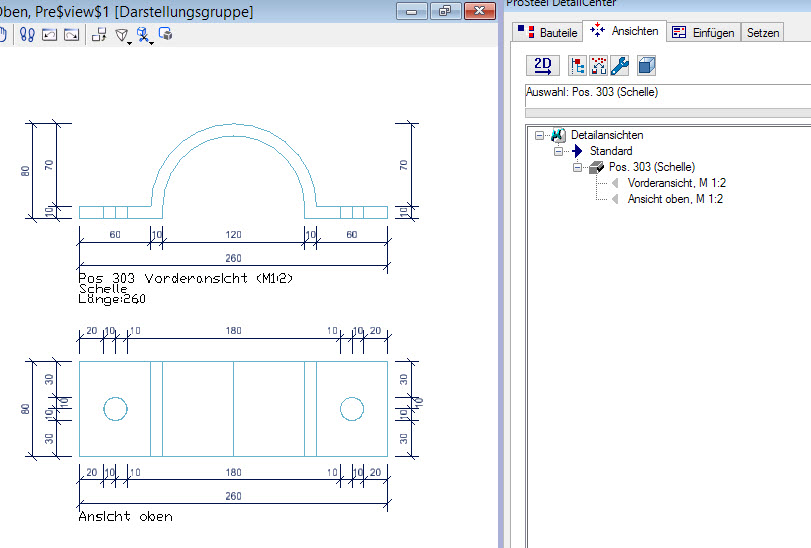 Oben, Pre$view$1 [Darstellungsgruppe]
ProSteel DetailCenter
Bauteile
Ansichten
Einfügen
Setzen
2D
Auswahl: Pos. 303 (Schelle)
Detailansichten
Standard
Pos. 303 (Schelle)
Vorderansicht, M 1:2
Ansicht oben, M 1:2
80
70
10
70
10
60 10 120 10 60
260
Pos 303 Vorderansicht (M1:2)
Schelle
Länge:260
20 10 10 180 10 10 20
80
30
10
10
30
30
10
10
30
20 10 10 180 10 10 20
260
Ansicht oben